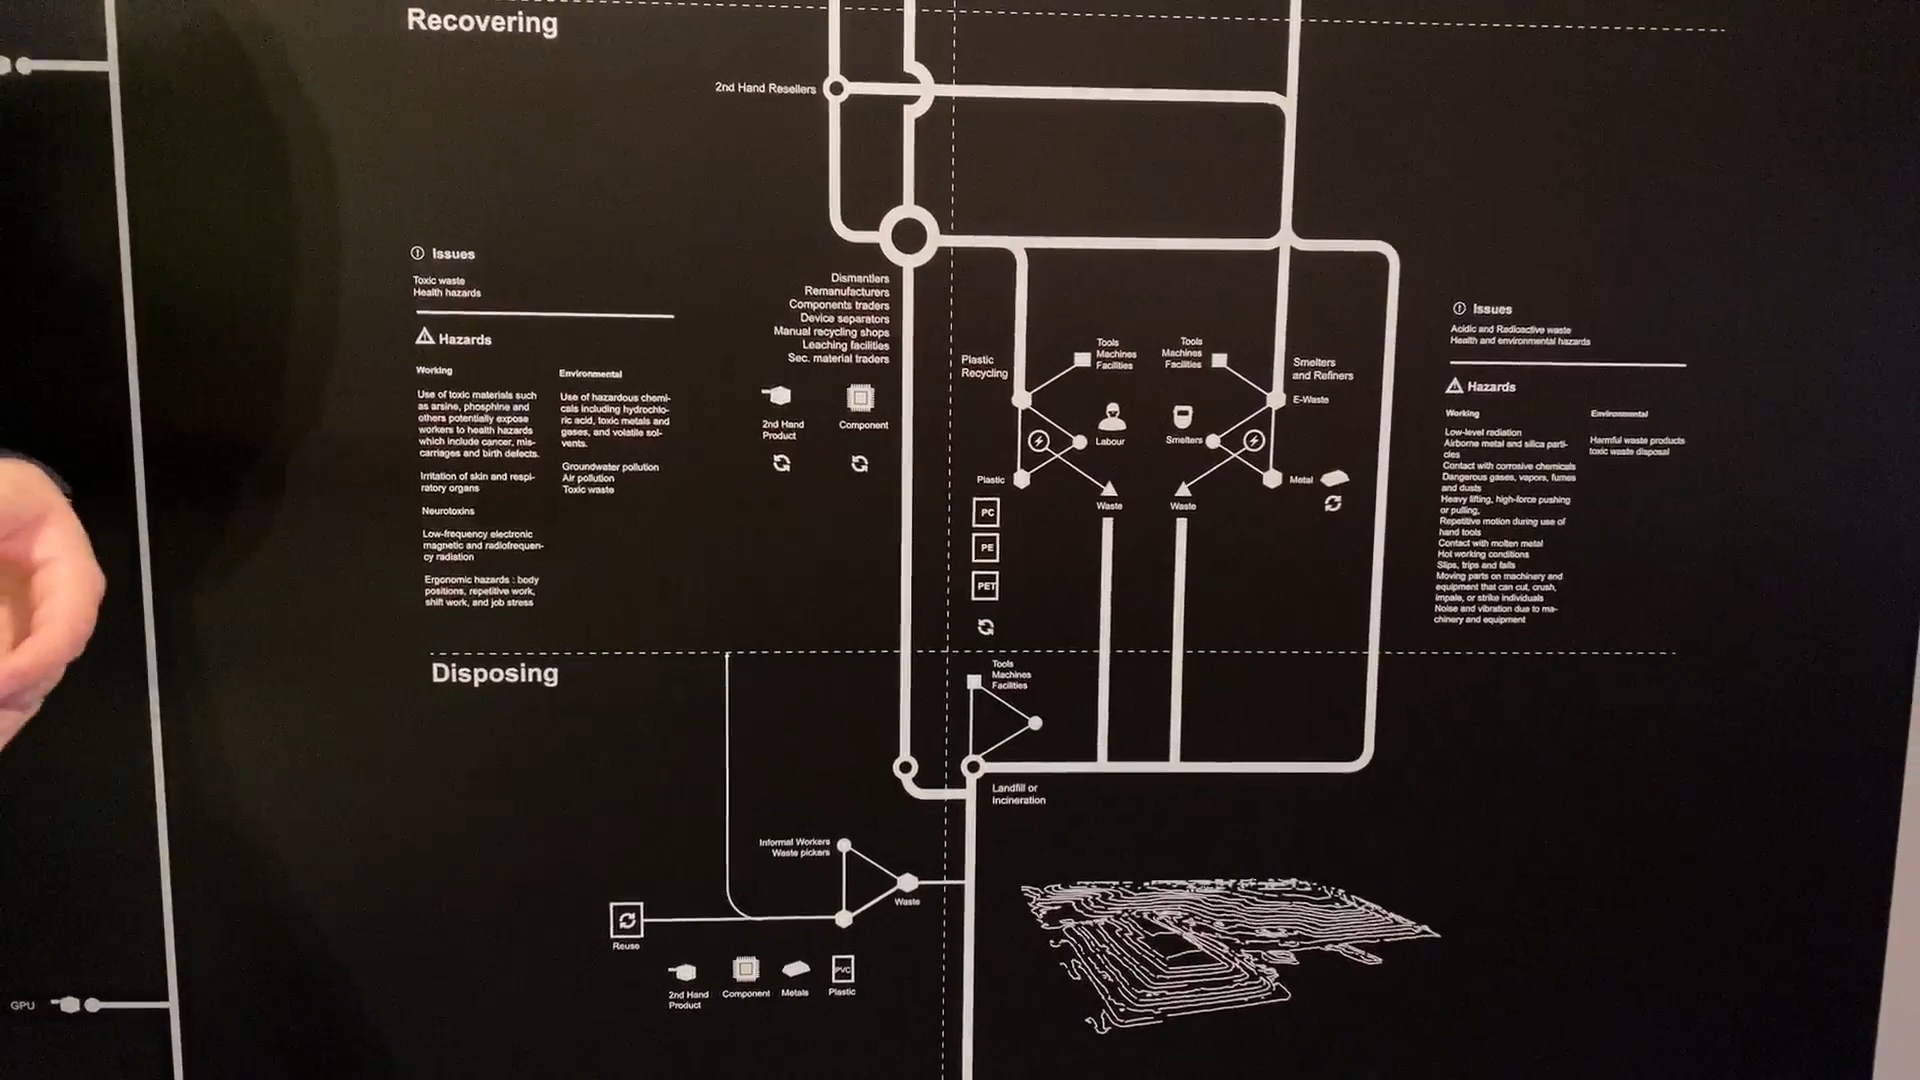 Recovering
2nd Hand Resellers
Issues
Toxic waste
Health hazards
Hazards
Working
Use of toxic materials such
as arsine, phosphine and
others potentially expose
workers to health hazards
which include cancer, mis-
carriages and birth defects.
Irritation of skin and respi-
ratory organs
Neurotoxins
Low-frequency electronic
magnetic and radiofrequen-
cy radiation
Ergonomic hazards : body
positions, repetitive work,
shift work, and job stress
Environmental
Use of hazardous chemi-
cals including hydrochlo-
ric acid, toxic metals and
gases, and volatile sol-
vents.
Groundwater pollution
Air pollution
Toxic waste
Dismantlers
Remanufacturers
Components traders
Device separators
Manual recycling shops
Leaching facilities
Sec. material traders
2nd Hand
Product
Component
Plastic
Recycling
Tools
Machines
Facilities
Labour
Plastic
Waste
PC
PE
PET
Tools
Machines
Facilities
Smelters
and Refiners
E-Waste
Smelters
Metal
Waste
Issues
Acidic and Radioactive waste
Health and environmental hazards
Hazards
Working
Low-level radiation
Airborne metal and silica parti-
cles
Contact with corrosive chemicals
Dangerous gases, vapors, fumes
and dusts
Heavy lifting, high-force pushing
or pulling,
Repetitive motion during use of
hand tools
Contact with molten metal
Hot working conditions
Slips, trips and falls
Moving parts on machinery and
equipment that can cut, crush,
impale, or strike individuals
Noise and vibration due to ma-
chinery and equipment
Environmental
Harmful waste products
toxic waste disposal
Disposing
Tools
Machines
Facilities
Landfill or
Incineration
Informal Workers
Waste pickers
Waste
Reuse
2nd Hand
Product
Component
Metals
PVC
Plastic
GPU